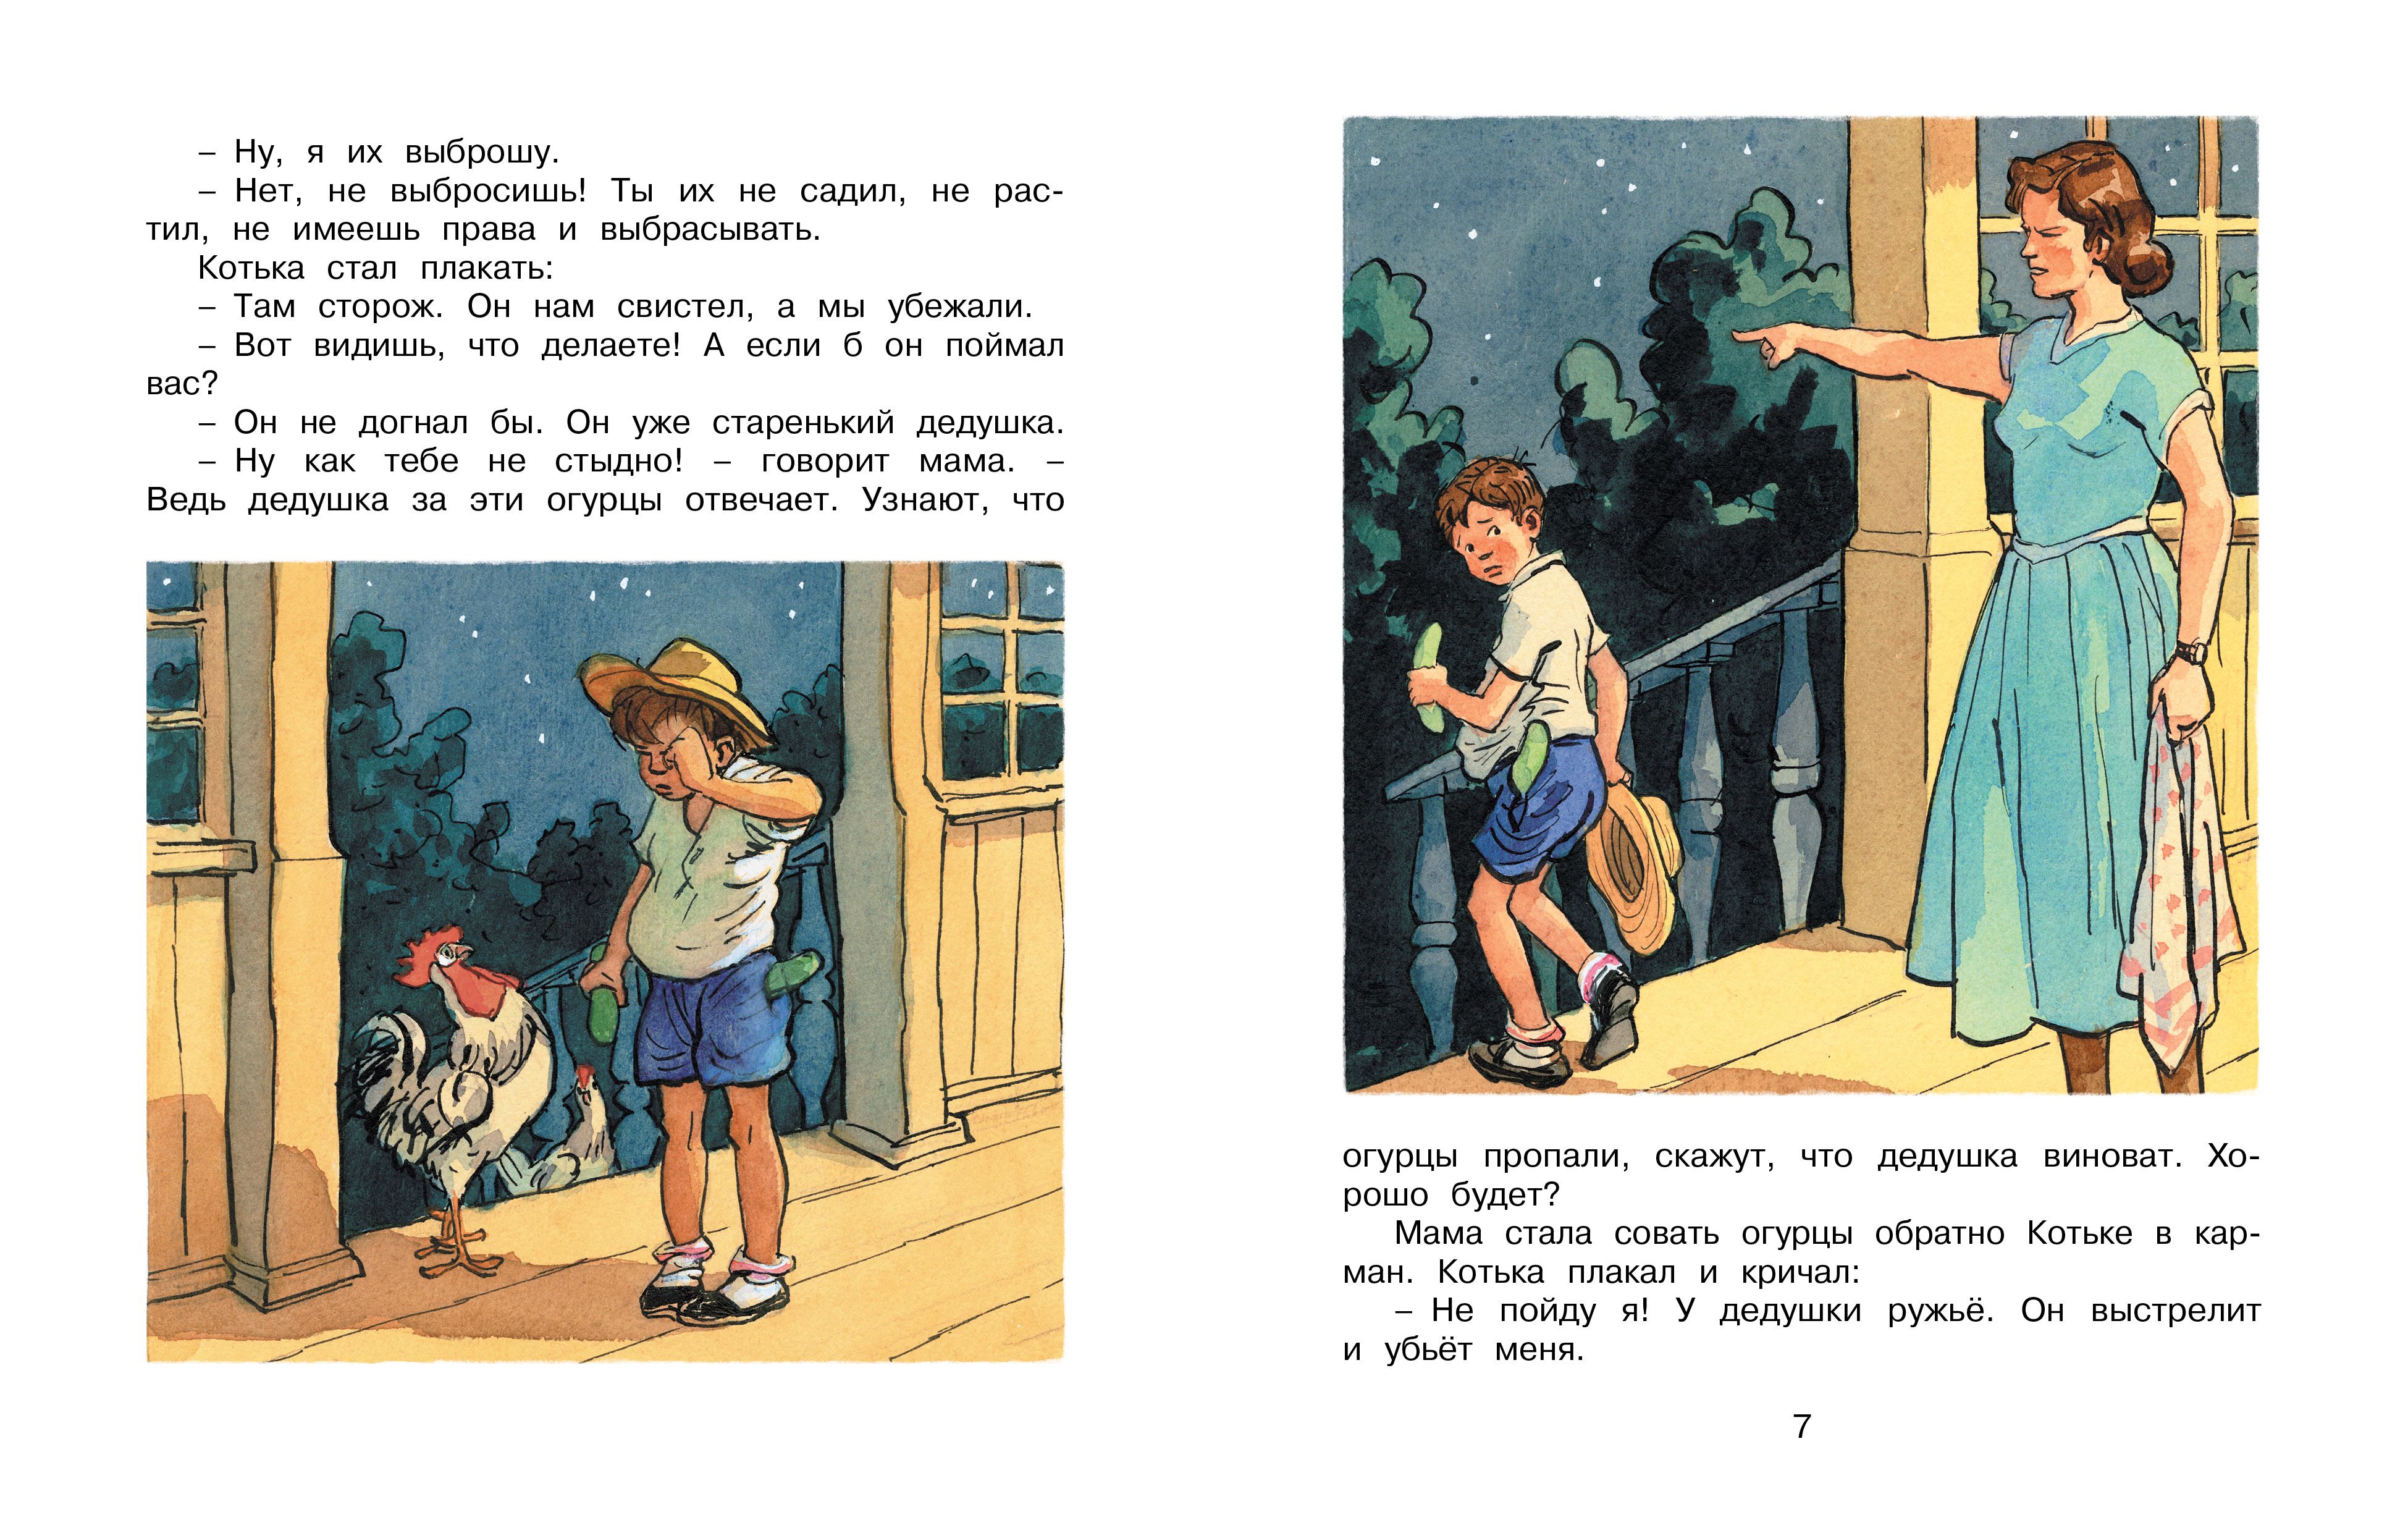 – Ну, я их выброшу.
– Нет, не выбросишь! Ты их не садил, не рас-
тил, не имеешь права и выбрасывать.
Котька стал плакать:
– Там сторож. Он нам свистел, а мы убежали.
– Вот видишь, что делаете! А если б он поймал
вас?
– Он не догнал бы. Он уже старенький дедушка.
– Ну как тебе не стыдно! – говорит мама. –
Ведь дедушка за эти огурцы отвечает. Узнают, что
огурцы пропали, скажут, что дедушка виноват. Хо-
рошо будет?
Мама стала совать огурцы обратно Котьке в кар-
ман. Котька плакал и кричал:
– Не пойду я! У дедушки ружьё. Он выстрелит
и убьёт меня.
7